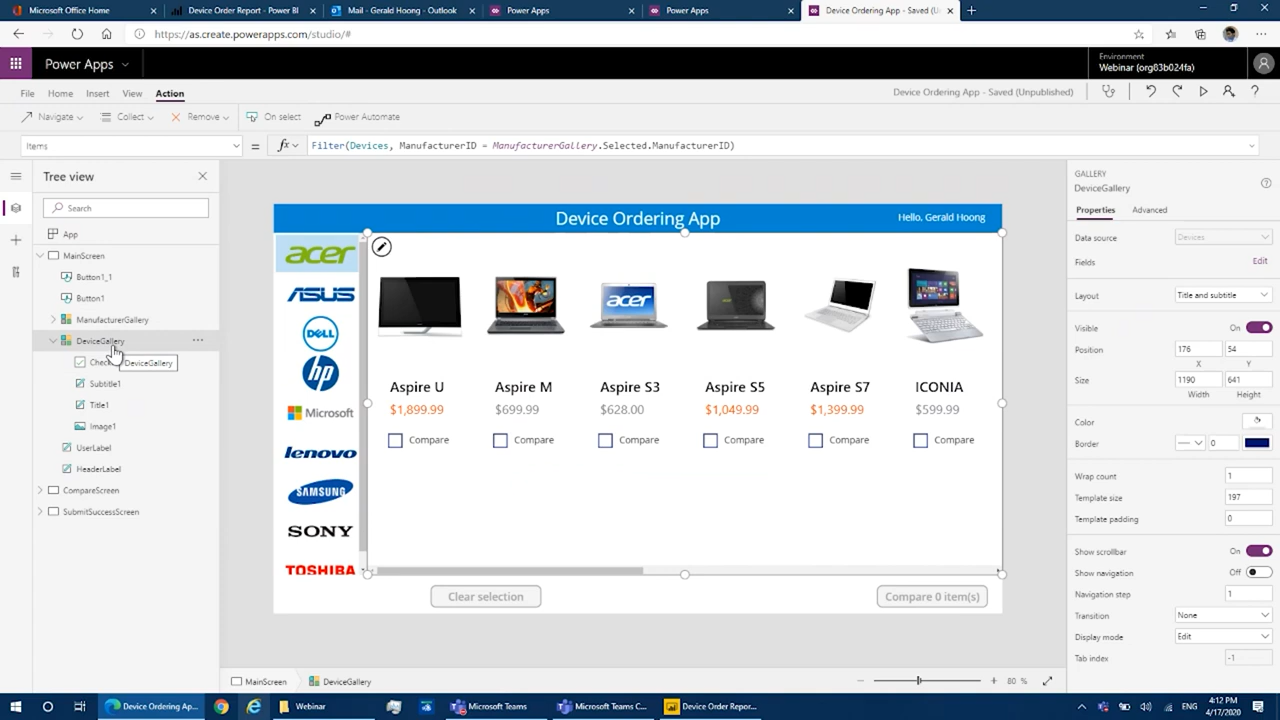 Microsoft Office Home
Device Order Report - Power BI
Mail - Gerald Hoong - Outlook
Power Apps
Power Apps
Device Ordering App - Saved (U
https://as.create.powerapps.com/studio/#
Power Apps
Environment
Webinar (org83b024fa)
File
Home
Insert
View
Action
Device Ordering App - Saved (Unpublished)
Navigate
Collect
Remove
On select
Power Automate
Items
=
fx
Filter(Devices, ManufacturerID = ManufacturerGallery.Selected.ManufacturerID)
Tree view
Search
App
MainScreen
Button1_1
Button1
ManufacturerGallery
DeviceGallery
Check
DeviceGallery
Subtitle1
Title1
Image1
UserLabel
HeaderLabel
CompareScreen
SubmitSuccessScreen
Device Ordering App
Hello, Gerald Hoong
acer
ASUS
DELL
hp
Microsoft
lenovo
SAMSUNG
SONY
TOSHIBA
acer
Aspire U
Aspire M
Aspire S3
Aspire S5
Aspire S7
ICONIA
$1,899.99
$699.99
$628.00
$1,049.99
$1,399.99
$599.99
Compare
Compare
Compare
Compare
Compare
Compare
Clear selection
Compare 0 item(s)
GALLERY
DeviceGallery
Properties
Advanced
Data source
Devices
Fields
Edit
Layout
Title and subtitle
Visible
On
Position
176
54
X
Y
Size
1190
641
Width
Height
Color
Border
0
Wrap count
1
Template size
197
Template padding
0
Show scrollbar
On
Show navigation
Off
Navigation step
1
Transition
None
Display mode
Edit
Tab index
-1
MainScreen
DeviceGallery
80 %
Device Ordering Ap...
Webinar
Microsoft Teams
Microsoft Teams C...
Device Order Repor...
ENG
4:12 PM
4/17/2020